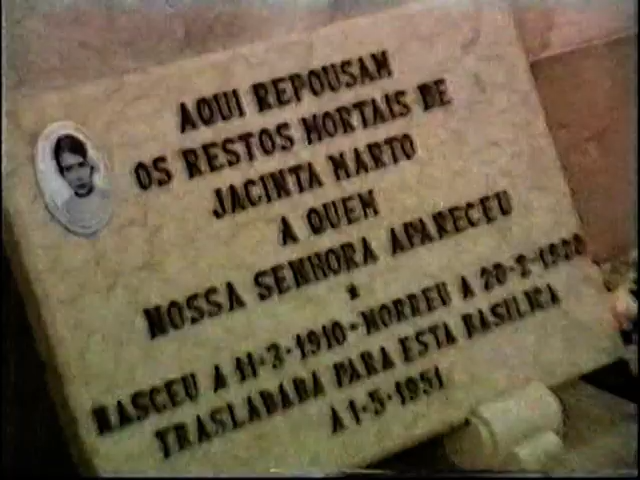 AQUI REPOUSAM
OS RESTOS MORTAIS DE
JACINTA MARTO
A QUEM
NOSSA SENHORA APARECEU
*
NASCEU A 11-3-1910-MORREU A 20-2-1920
TRASLADADA PARA ESTA BASILICA
A 1-5-1951